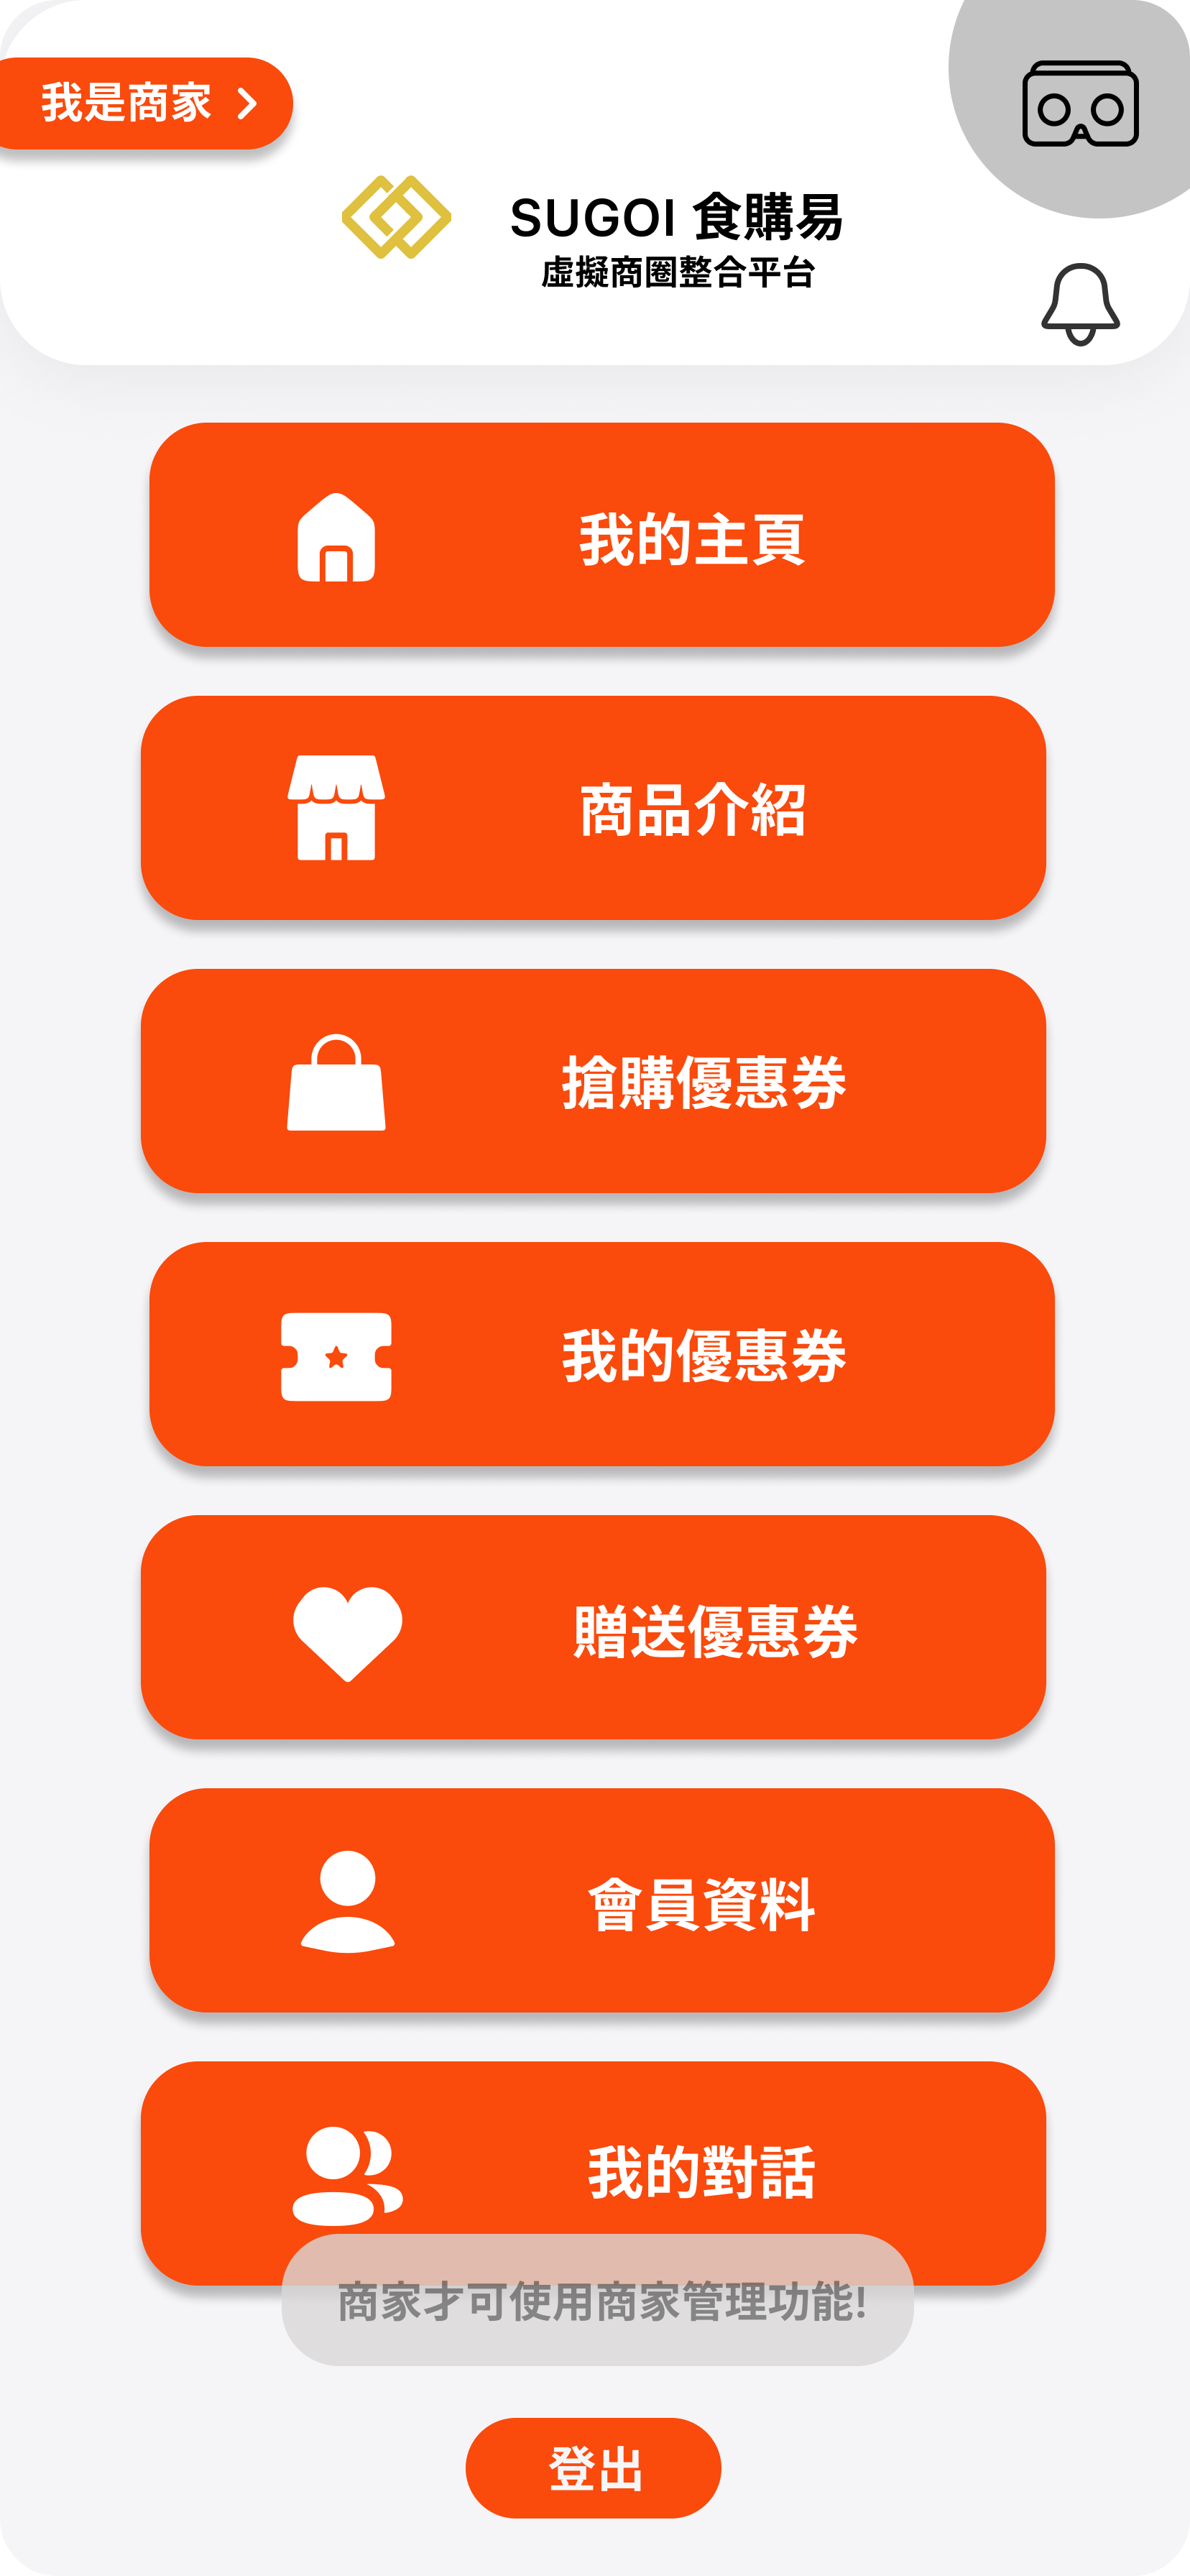 我是商家
SUGOI 食購易
虛擬商圈整合平台
我的主頁
商品介紹
搶購優惠券
我的優惠券
贈送優惠券
會員資料
我的對話
商家才可使用商家管理功能!
登出